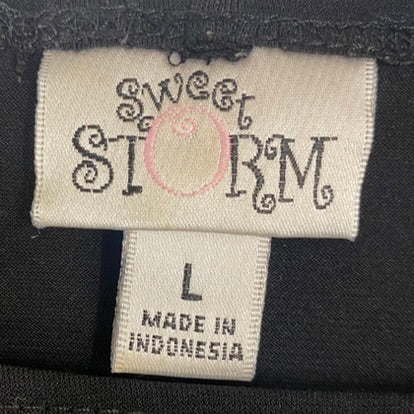 Sweet
STORM
L
MADE IN
INDONESIA